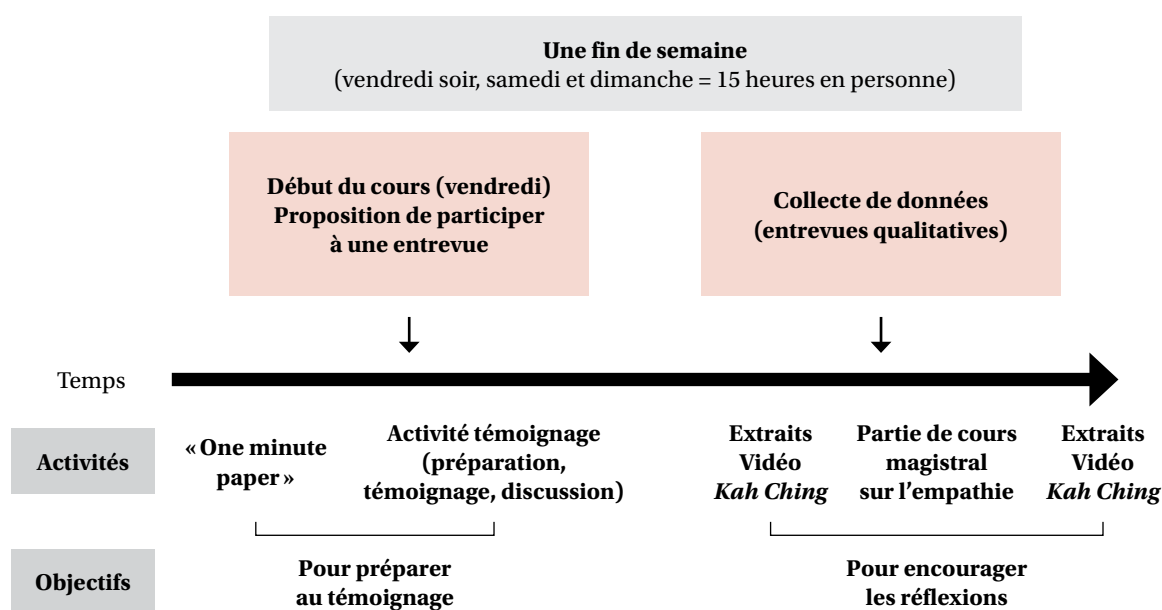 Une fin de semaine
(vendredi soir, samedi et dimanche = 15 heures en personne)
Début du cours (vendredi)
Proposition de participer
à une entrevue
Collecte de données
(entrevues qualitatives)
Temps
Activités
« One minute
paper »
Activité témoignage
(préparation,
témoignage, discussion)
Extraits
Vidéo
Kah Ching
Partie de cours
magistral
sur l’empathie
Extraits
Vidéo
Kah Ching
Objectifs
Pour préparer
au témoignage
Pour encourager
les réflexions